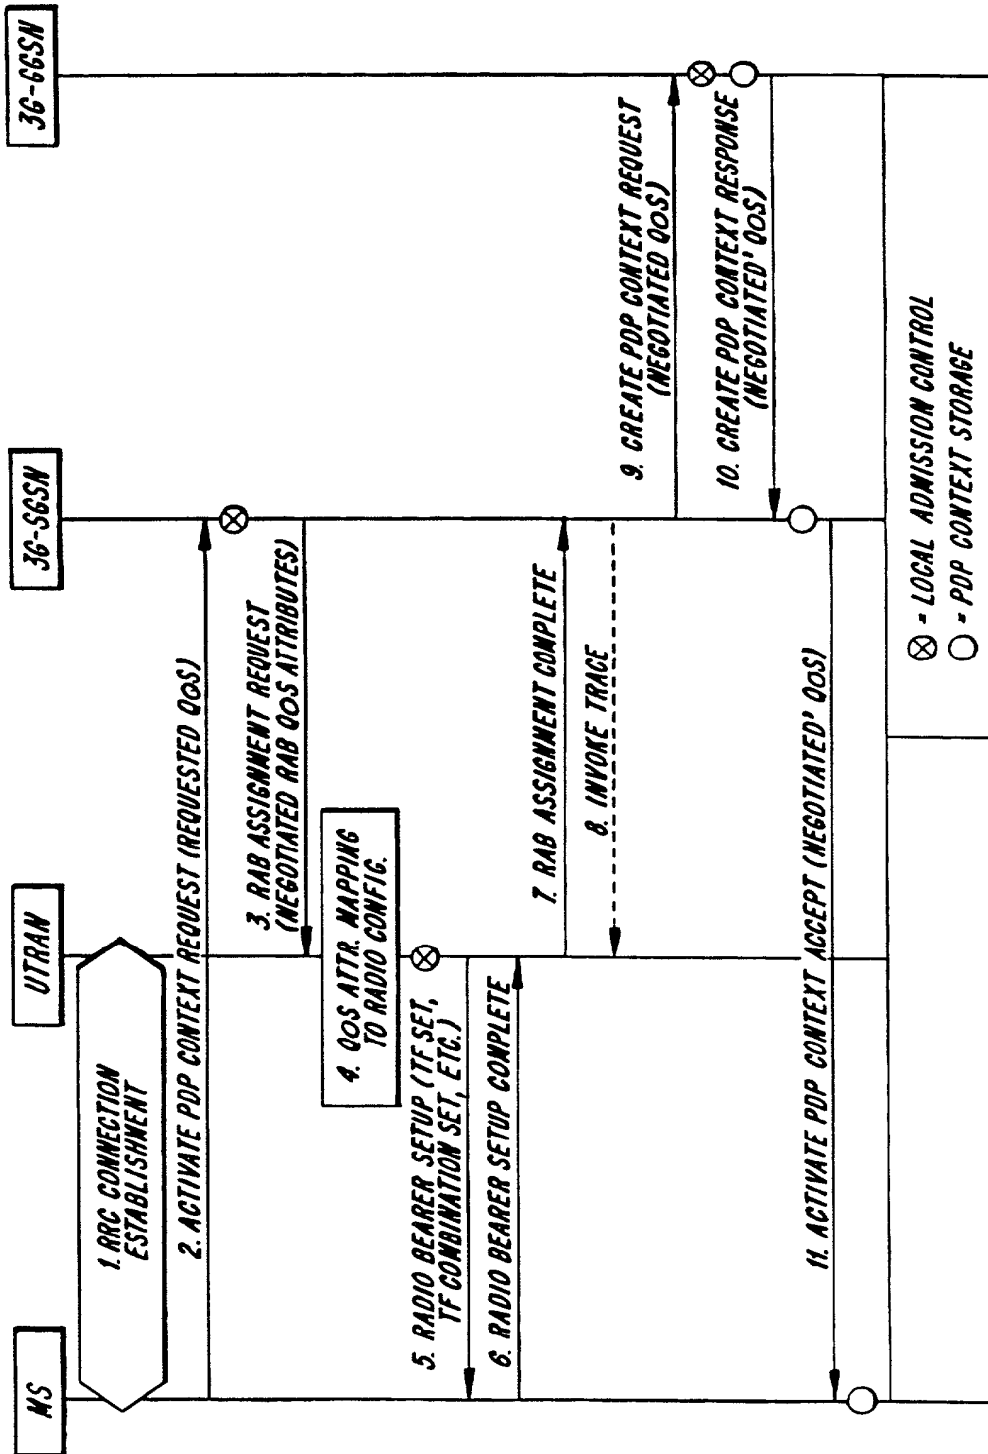 MS
UTRAN
3G-SGSN
3G-GGSN
1. RRC CONNECTION
ESTABLISHMENT
2. ACTIVATE PDP CONTEXT REQUEST (REQUESTED QOS)
3. RAB ASSIGNMENT REQUEST
(NEGOTIATED RAB QOS ATTRIBUTES)
4. QOS ATTR. MAPPING
TO RADIO CONFIG.
5. RADIO BEARER SETUP (TF SET,
TF COMBINATION SET, ETC.)
6. RADIO BEARER SETUP COMPLETE
7. RAB ASSIGNMENT COMPLETE
8. INVOKE TRACE
9. CREATE PDP CONTEXT REQUEST
(NEGOTIATED QOS)
10. CREATE PDP CONTEXT RESPONSE
(NEGOTIATED' QOS)
11. ACTIVATE PDP CONTEXT ACCEPT (NEGOTIATED' QOS)
= LOCAL ADMISSION CONTROL
= PDP CONTEXT STORAGE